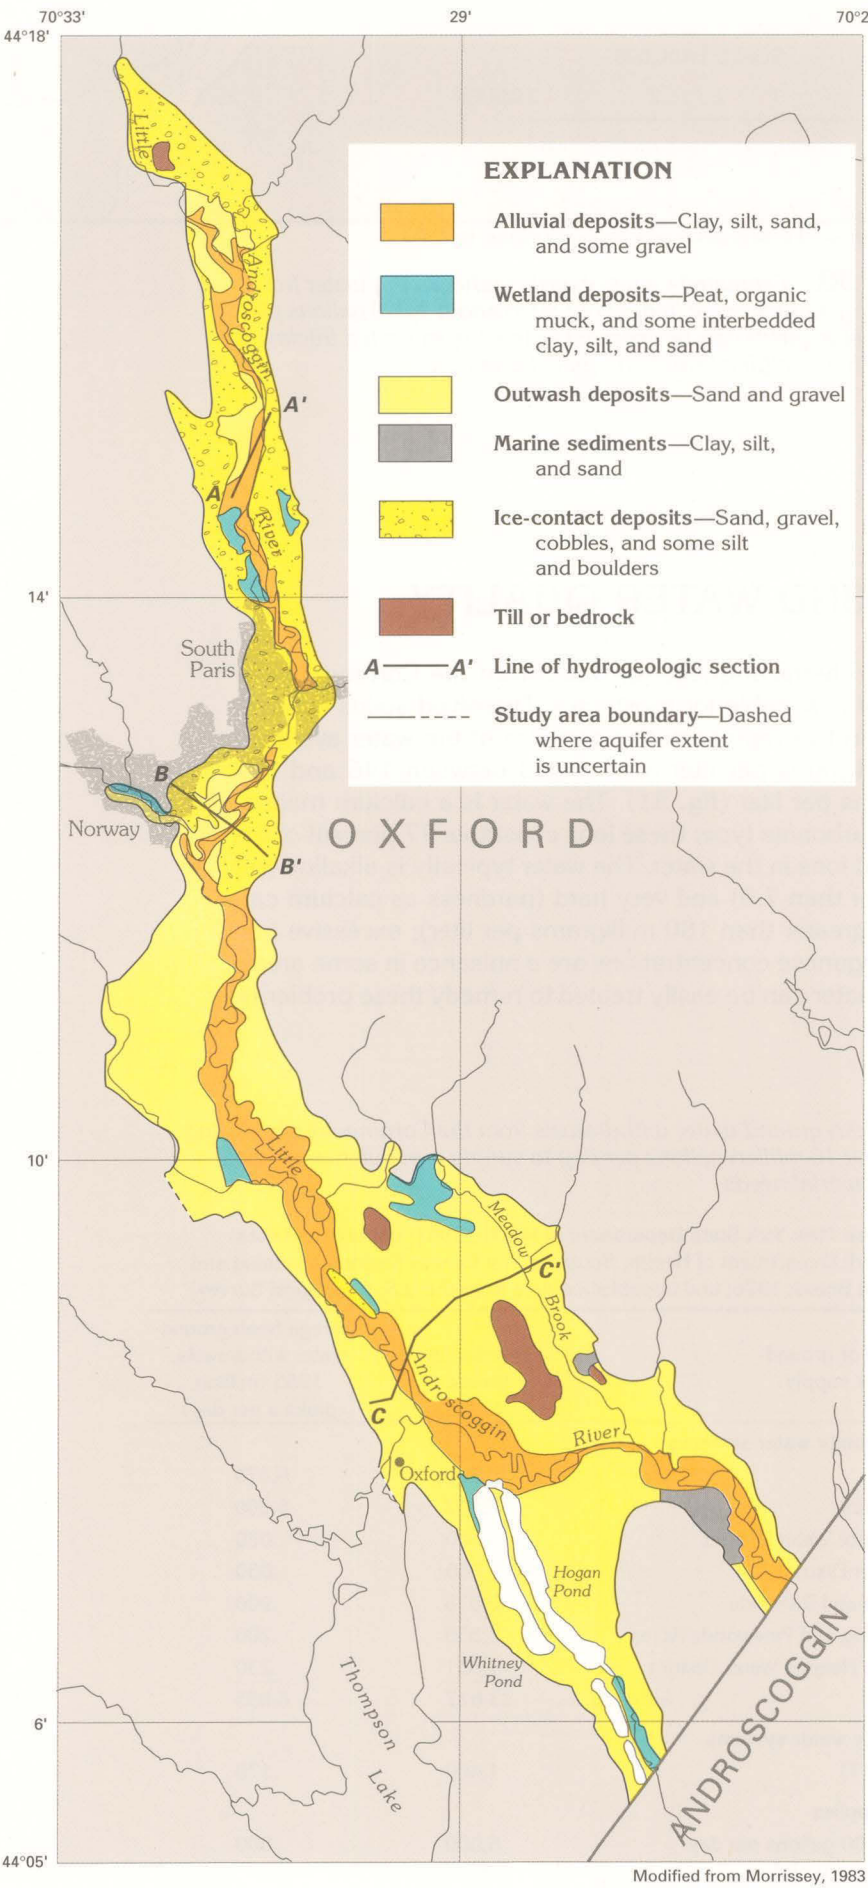 70°33'
29'
70°2
44°18'
Little
EXPLANATION
Alluvial deposits—Clay, silt, sand,
and some gravel
Wetland deposits—Peat, organic
muck, and some interbedded
clay, silt, and sand
Outwash deposits—Sand and gravel
Marine sediments—Clay, silt,
and sand
Ice-contact deposits—Sand, gravel,
cobbles, and some silt
and boulders
Till or bedrock
A A' Line of hydrogeologic section
Study area boundary—Dashed
where aquifer extent
is uncertain
Androscoggin
A'
A
River
14'
South
Paris
B
Norway
OXFORD
B'
10'
Little
Meadow
C'
Brook
Androscoggin
C
River
Oxford
Hogan
Pond
Whitney
Pond
Thompson
Lake
6'
ANDROSCOGGIN
44°05'
Modified from Morrissey, 1983